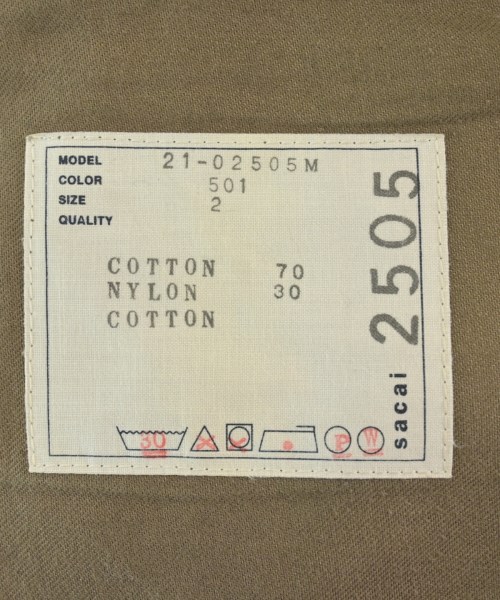 MODEL 21-02505M
COLOR 501
SIZE 2
QUALITY
COTTON 70
NYLON 30
COTTON
30
P
W
sacai 2505